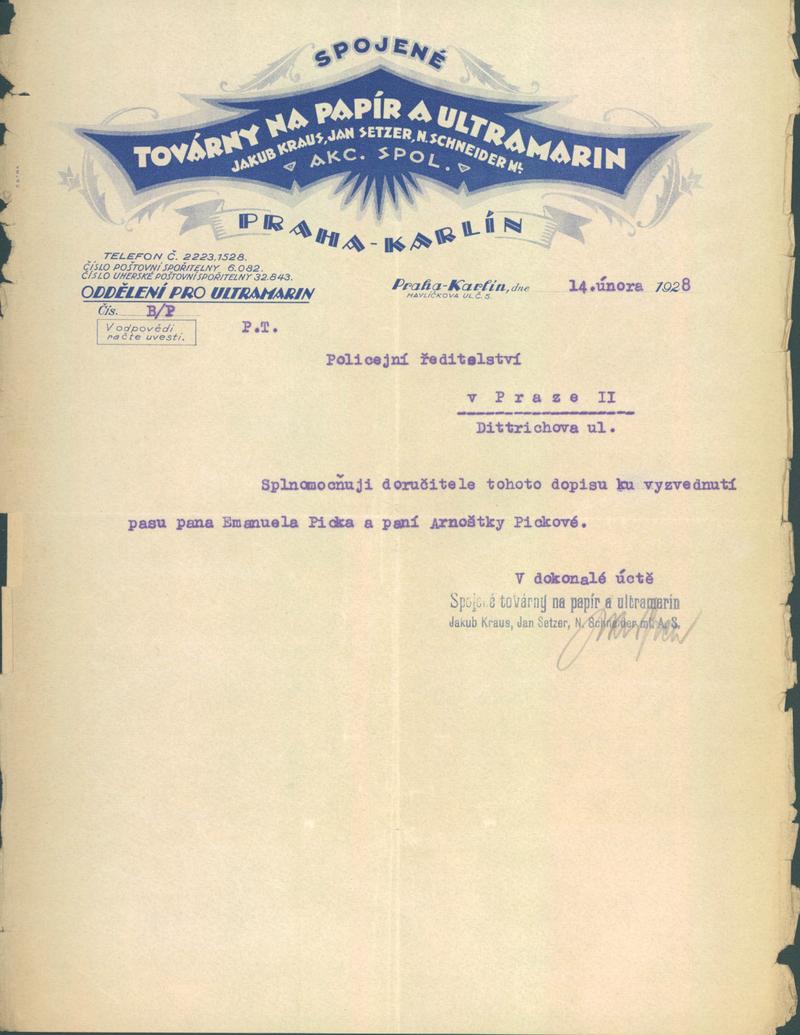 SPOJENÉ
TOVÁRNY NA PAPÍR A ULTRAMARIN
JAKUB KRAUS, JAN SETZER, N. SCHNEIDER ML.
AKC. SPOL.
PRAHA-KARLÍN
TELEFON Č. 2223, 1528.
ČÍSLO POŠTOVNÍ SPOŘITELNY 6.082.
ČÍSLO UHERSKÉ POŠTOVNÍ SPOŘITELNY 32.843.
ODDĚLENÍ PRO ULTRAMARIN
Praha-Karlín, dne 14.února 1928
HAVLÍČKOVA UL. Č. 5.
Čís. B/P
V odpovědi
račte uvésti.
P.T.
Policejní ředitelství
v Praze II
Dittrichova ul.
Splnomocňuji doručitele tohoto dopisu ku vyzvednutí
pasu pana Emanuela Picka a paní Arnoštky Pickové.
V dokonalé úctě
Spojené továrny na papír a ultramarin
Jakub Kraus, Jan Setzer, N. Schneider ml. A. S.